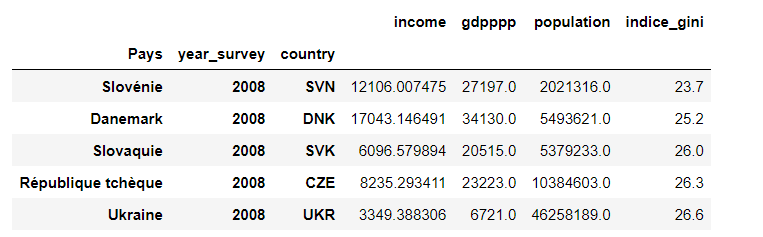 income gdpppp population indice_gini
Pays year_survey country
Slovénie 2008 SVN 12106.007475 27197.0 2021316.0 23.7
Danemark 2008 DNK 17043.146491 34130.0 5493621.0 25.2
Slovaquie 2008 SVK 6096.579894 20515.0 5379233.0 26.0
République tchèque 2008 CZE 8235.293411 23223.0 10384603.0 26.3
Ukraine 2008 UKR 3349.388306 6721.0 46258189.0 26.6